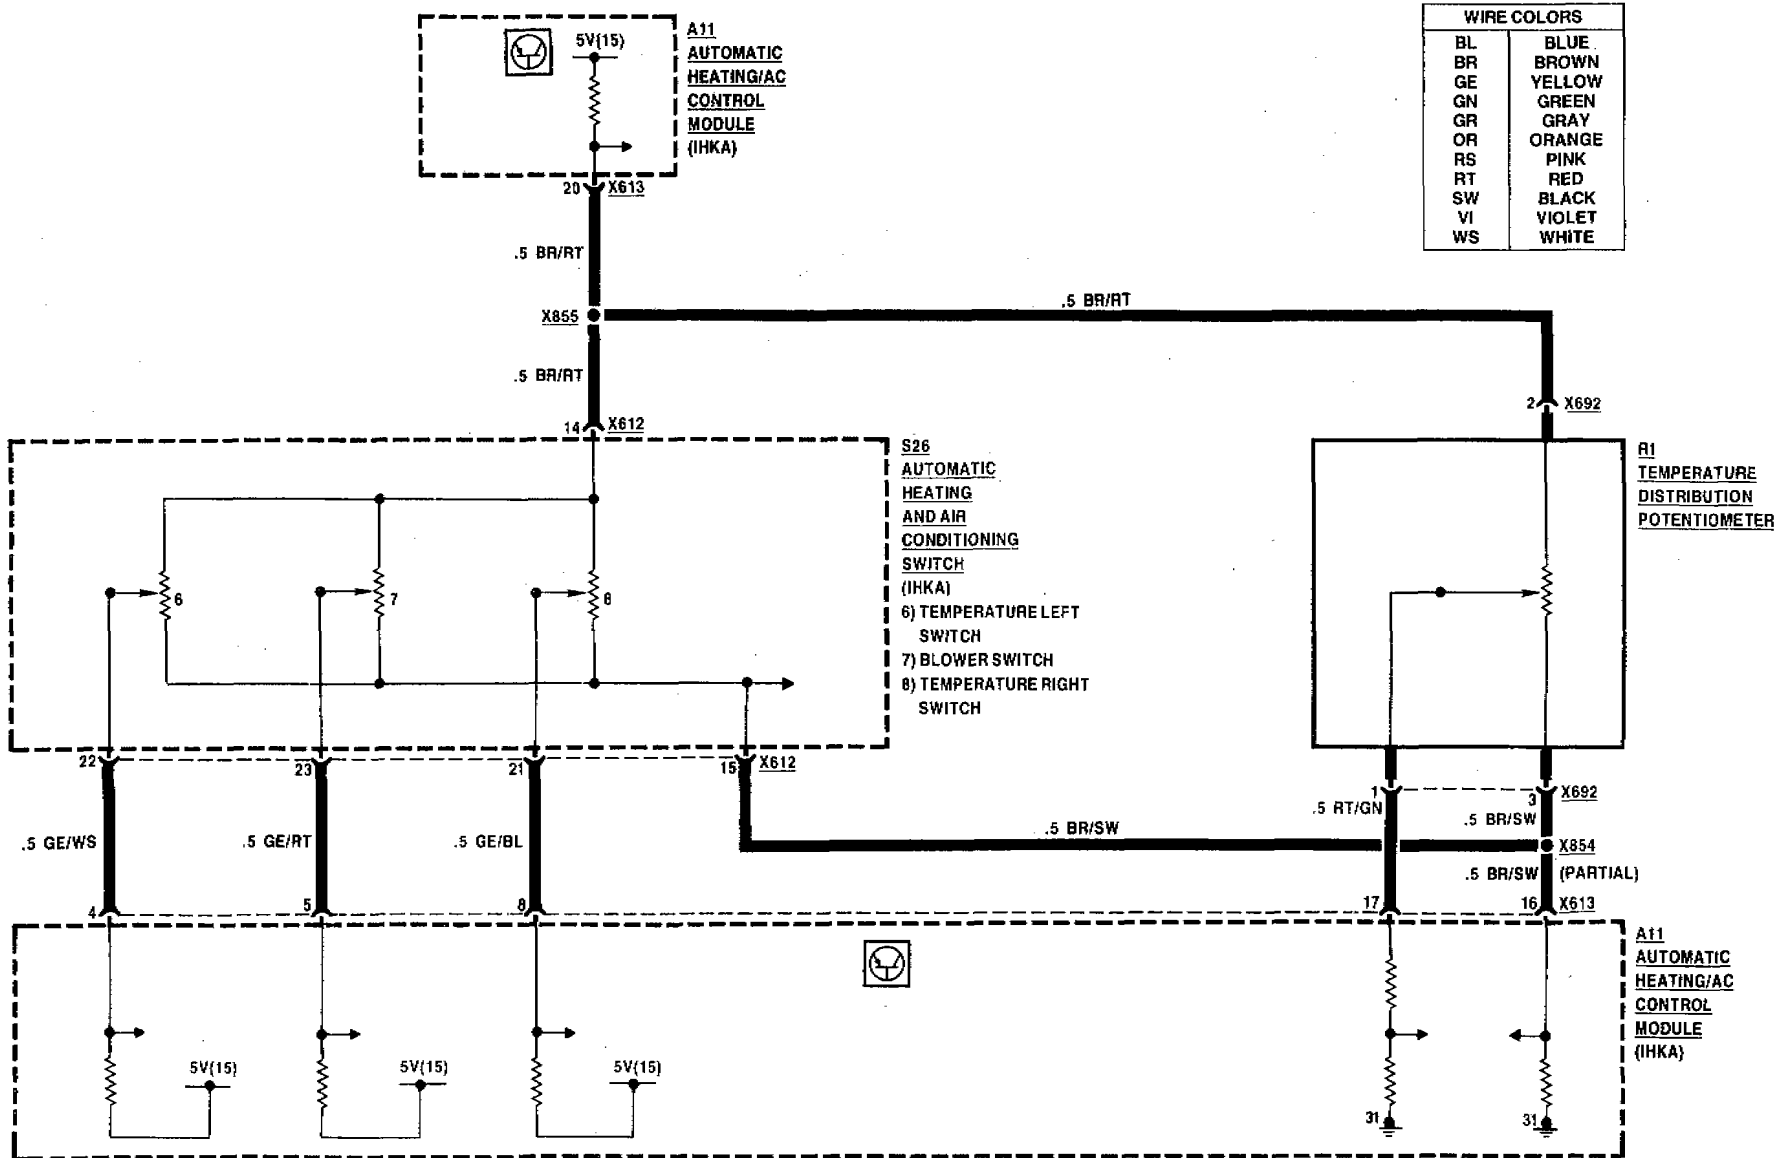 WIRE COLORS
BL BLUE
BR BROWN
GE YELLOW
GN GREEN
GR GRAY
OR ORANGE
RS PINK
RT RED
SW BLACK
VI VIOLET
WS WHITE
5V(15)
A11
AUTOMATIC
HEATING/AC
CONTROL
MODULE
(IHKA)
20 X613
.5 BR/RT
X855
.5 BR/RT
.5 BR/RT
14 X612
2 X692
S26
AUTOMATIC
HEATING
AND AIR
CONDITIONING
SWITCH
(IHKA)
6) TEMPERATURE LEFT
SWITCH
7) BLOWER SWITCH
8) TEMPERATURE RIGHT
SWITCH
R1
TEMPERATURE
DISTRIBUTION
POTENTIOMETER
6
7
8
22
23
21
15 X612
1
3 X692
.5 RT/GN
.5 BR/SW
.5 GE/WS
.5 GE/RT
.5 GE/BL
.5 BR/SW
X854
.5 BR/SW (PARTIAL)
4
5
8
17
16 X613
A11
AUTOMATIC
HEATING/AC
CONTROL
MODULE
(IHKA)
5V(15)
5V(15)
5V(15)
31
31